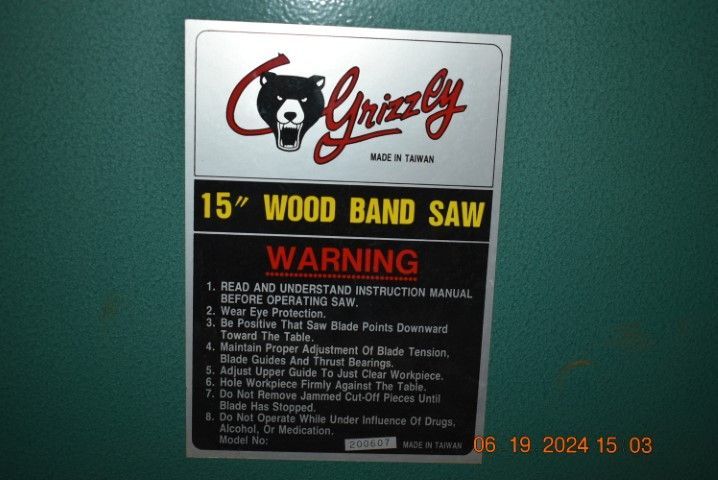 Grizzly
MADE IN TAIWAN
15" WOOD BAND SAW
WARNING
1. READ AND UNDERSTAND INSTRUCTION MANUAL
BEFORE OPERATING SAW.
2. Wear Eye Protection.
3. Be Positive That Saw Blade Points Downward
Toward The Table.
4. Maintain Proper Adjustment Of Blade Tension,
Blade Guides And Thrust Bearings.
5. Adjust Upper Guide To Just Clear Workpiece.
6. Hole Workpiece Firmly Against The Table.
7. Do Not Remove Jammed Cut-Off Pieces Until
Blade Has Stopped.
8. Do Not Operate While Under Influence Of Drugs,
Alcohol, Or Medication.
Model No: 200607 MADE IN TAIWAN
06 19 2024 15 03